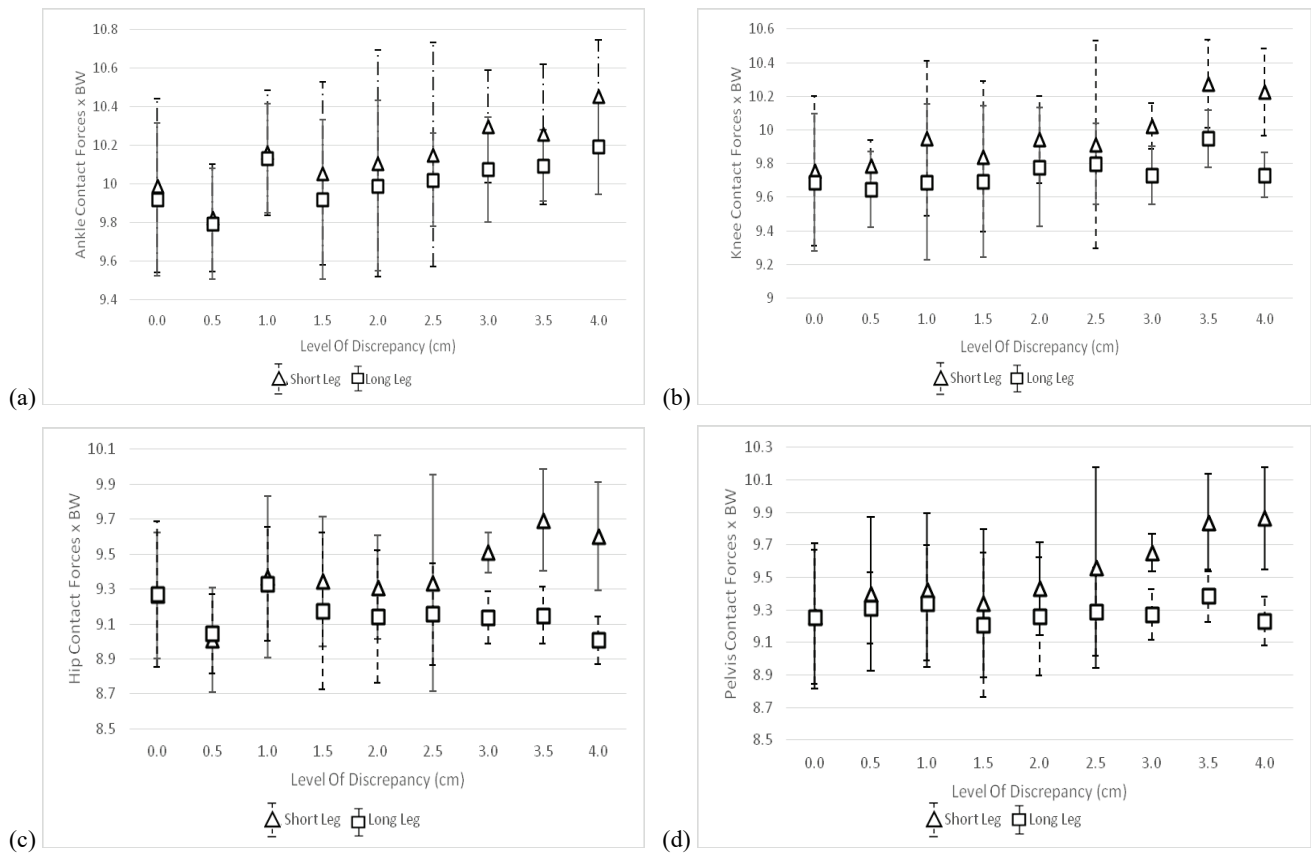 10.8
10.6
10.4
10.2
10
9.8
9.6
9.4
Ankle Contact Forces x BW
0.0 0.5 1.0 1.5 2.0 2.5 3.0 3.5 4.0
Level Of Discrepancy (cm)
Short Leg Long Leg
(a)
10.6
10.4
10.2
10
9.8
9.6
9.4
9.2
9
Knee Contact Forces x BW
0.0 0.5 1.0 1.5 2.0 2.5 3.0 3.5 4.0
Level Of Discrepancy (cm)
Short Leg Long Leg
(b)
10.1
9.9
9.7
9.5
9.3
9.1
8.9
8.7
8.5
Hip Contact Forces x BW
0.0 0.5 1.0 1.5 2.0 2.5 3.0 3.5 4.0
Level Of Discrepancy (cm)
Short Leg Long Leg
(c)
10.3
10.1
9.9
9.7
9.5
9.3
9.1
8.9
8.7
8.5
Pelvis Contact Forces x BW
0.0 0.5 1.0 1.5 2.0 2.5 3.0 3.5 4.0
Level Of Discrepancy (cm)
Short Leg Long Leg
(d)